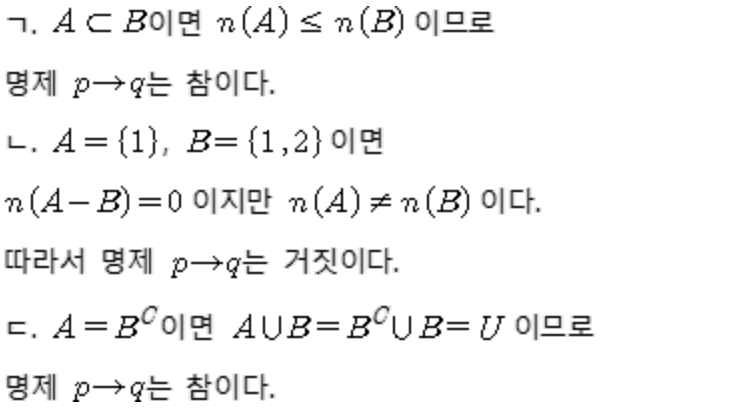 ㄱ. A⊂B이면 n(A)≤n(B)이므로
명제 p→q는 참이다.
ㄴ. A={1}, B={1,2}이면
n(A−B)=0 이지만 n(A)≠n(B)이다.
따라서 명제 p→q는 거짓이다.
ㄷ. A=B^C이면 A∪B=B^C∪B=U 이므로
명제 p→q는 참이다.